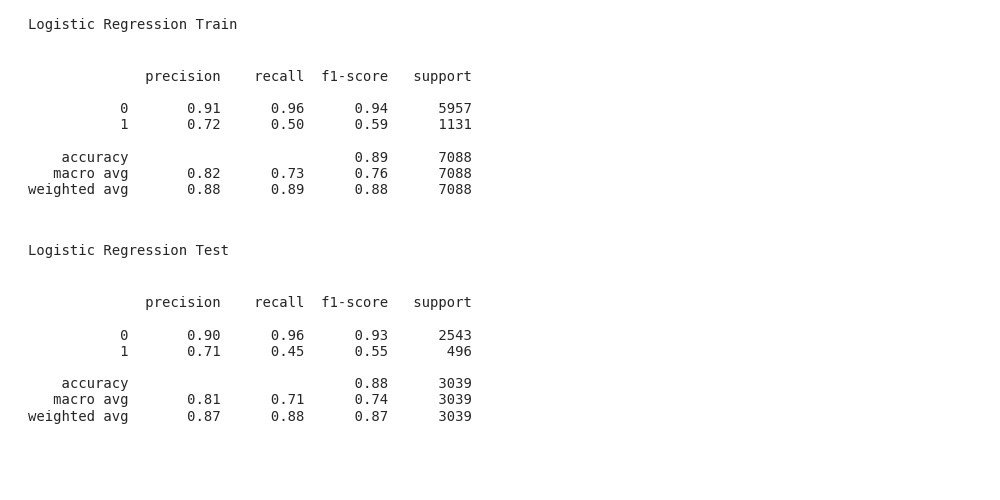 Logistic Regression Train
precision recall f1-score support
0 0.91 0.96 0.94 5957
1 0.72 0.50 0.59 1131
accuracy 0.89 7088
macro avg 0.82 0.73 0.76 7088
weighted avg 0.88 0.89 0.88 7088
Logistic Regression Test
precision recall f1-score support
0 0.90 0.96 0.93 2543
1 0.71 0.45 0.55 496
accuracy 0.88 3039
macro avg 0.81 0.71 0.74 3039
weighted avg 0.87 0.88 0.87 3039